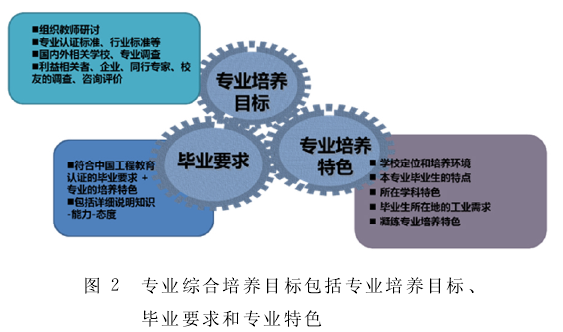 ■组织教师研讨
■专业认证标准、行业标准等
■国内外相关学校、专业调查
■利益相关者、企业、同行专家、校
友的调查、咨询评价
专业培养
目标
毕业要求
专业培养
特色
■符合中国工程教育
认证的毕业要求 +
专业的培养特色
■包括详细说明知识
-能力-态度
■ 学校定位和培养环境
■ 本专业毕业生的特点
■ 所在学科特色
■ 毕业生所在地的工业需求
■ 凝练专业培养特色
图 2 专业综合培养目标包括专业培养目标、
毕业要求和专业特色